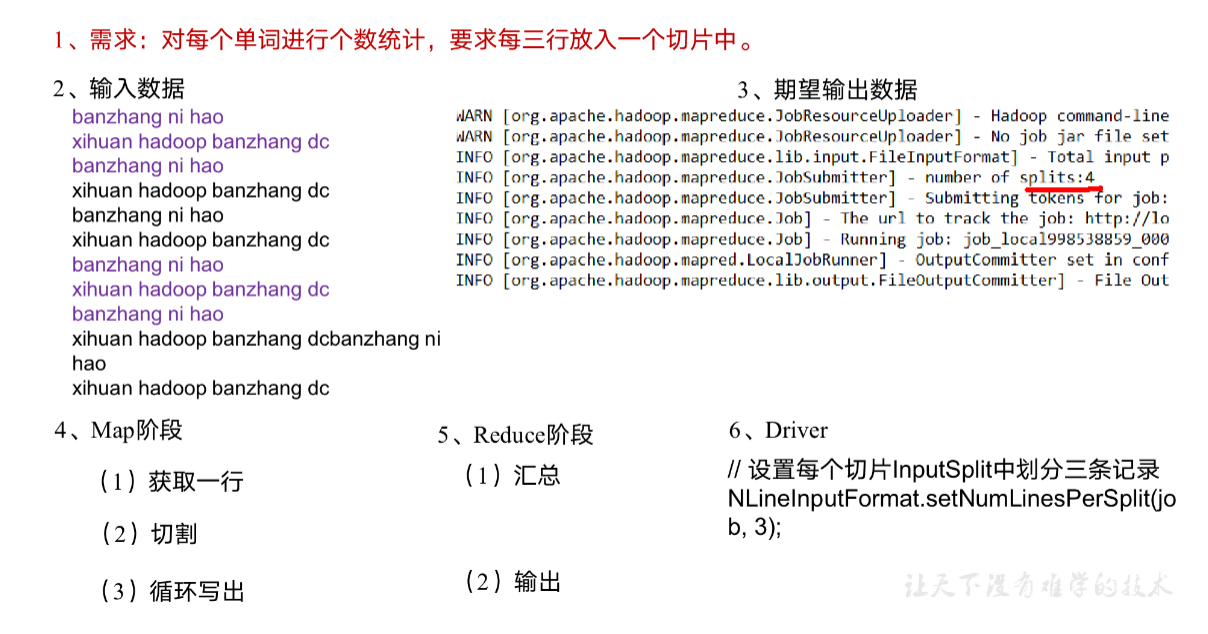 1、需求：对每个单词进行个数统计，要求每三行放入一个切片中。
2、输入数据
banzhang ni hao
xihuan hadoop banzhang dc
banzhang ni hao
xihuan hadoop banzhang dc
banzhang ni hao
xihuan hadoop banzhang dc
banzhang ni hao
xihuan hadoop banzhang dc
banzhang ni hao
xihuan hadoop banzhang dcbanzhang ni
hao
xihuan hadoop banzhang dc
3、期望输出数据
WARN [org.apache.hadoop.mapreduce.JobResourceUploader] - Hadoop command-line
WARN [org.apache.hadoop.mapreduce.JobResourceUploader] - No job jar file set
INFO [org.apache.hadoop.mapreduce.lib.input.FileInputFormat] - Total input p
INFO [org.apache.hadoop.mapreduce.JobSubmitter] - number of splits:4
INFO [org.apache.hadoop.mapreduce.JobSubmitter] - Submitting tokens for job:
INFO [org.apache.hadoop.mapreduce.Job] - The url to track the job: http://lo
INFO [org.apache.hadoop.mapreduce.Job] - Running job: job_local998538859_000
INFO [org.apache.hadoop.mapred.LocalJobRunner] - OutputCommitter set in conf
INFO [org.apache.hadoop.mapreduce.lib.output.FileOutputCommitter] - File Out
4、Map阶段
（1）获取一行
（2）切割
（3）循环写出
5、Reduce阶段
（1）汇总
（2）输出
6、Driver
// 设置每个切片InputSplit中划分三条记录
NLineInputFormat.setNumLinesPerSplit(jo
b, 3);
让天下没有难学的技术